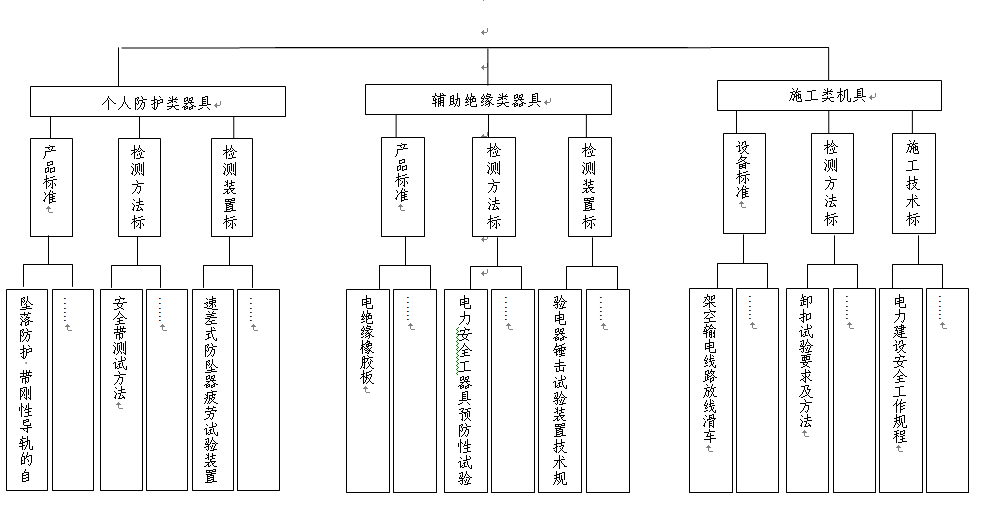 个人防护类器具
辅助绝缘类器具
施工类机具
产品标准
检测方法标
检测装置标
产品标准
检测方法标
检测装置标
设备标准
检测方法标
施工技术标
坠落防护 带刚性导轨的自
……
安全带测试方法
……
速差式防坠器疲劳试验装置
……
电绝缘橡胶板
……
电力安全工器具预防性试验
……
验电器锤击试验装置技术规
……
架空输电线路放线滑车
……
卸扣试验要求及方法
……
电力建设安全工作规程
……